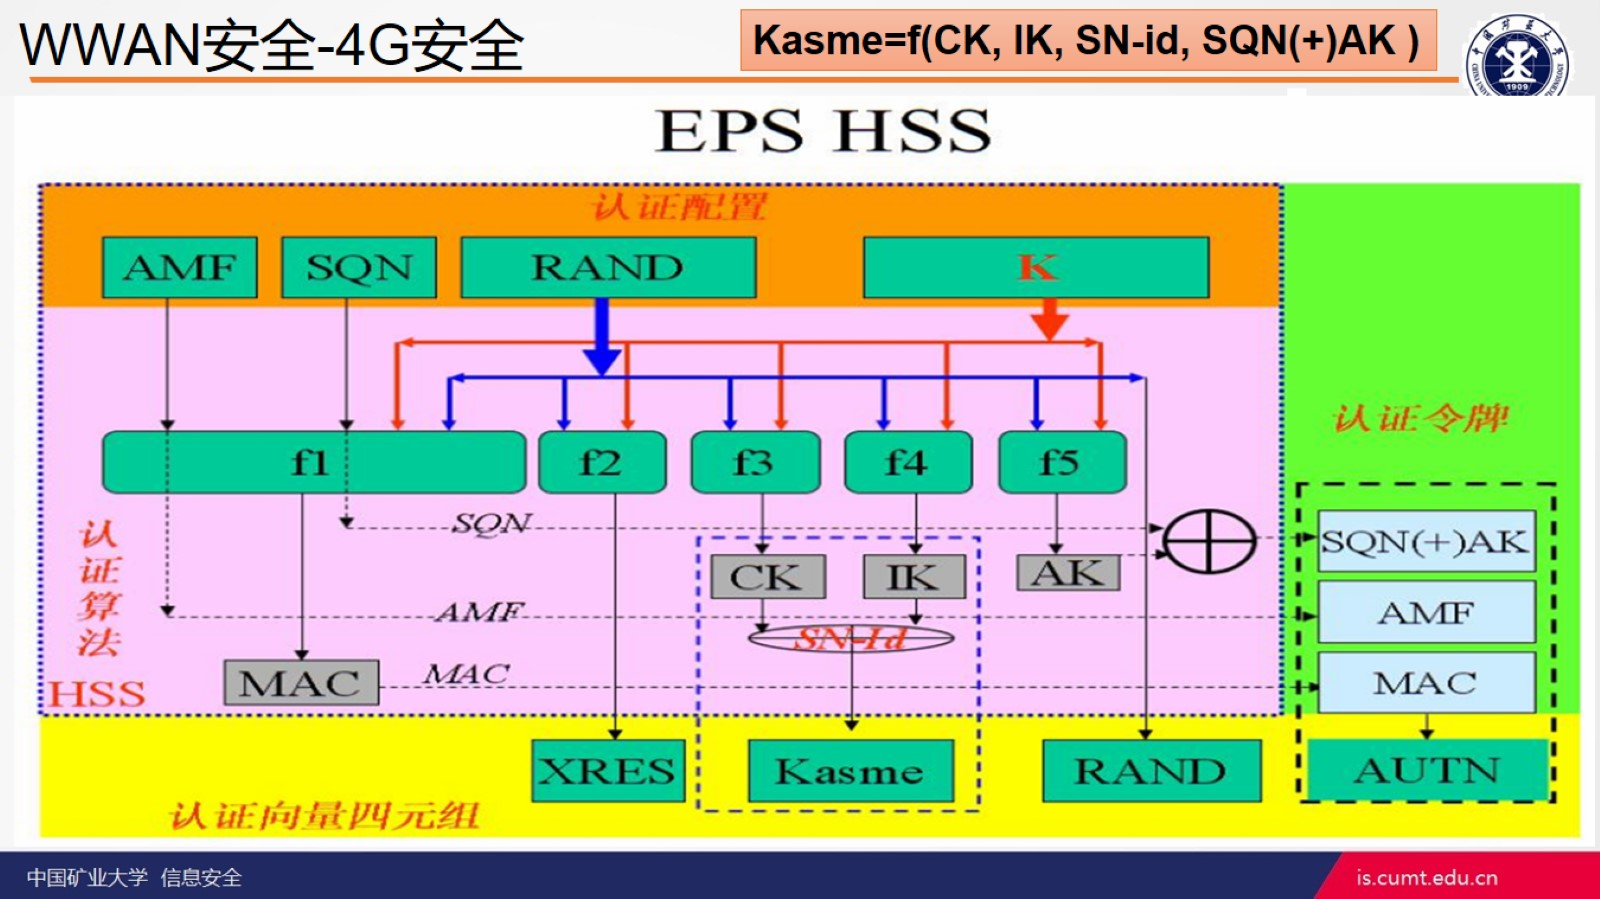 WWAN安全-4G安全
Kasme=f(CK, IK, SN-id, SQN(+)AK )
1909
EPS HSS
认证配置
AMF
SQN
RAND
K
认证令牌
f1
f2
f3
f4
f5
认证算法
SQN
SQN(+)AK
CK
IK
AK
AMF
AMF
SN-Id
HSS
MAC
MAC
MAC
XRES
Kasme
RAND
AUTN
认证向量四元组
中国矿业大学 信息安全
is.cumt.edu.cn